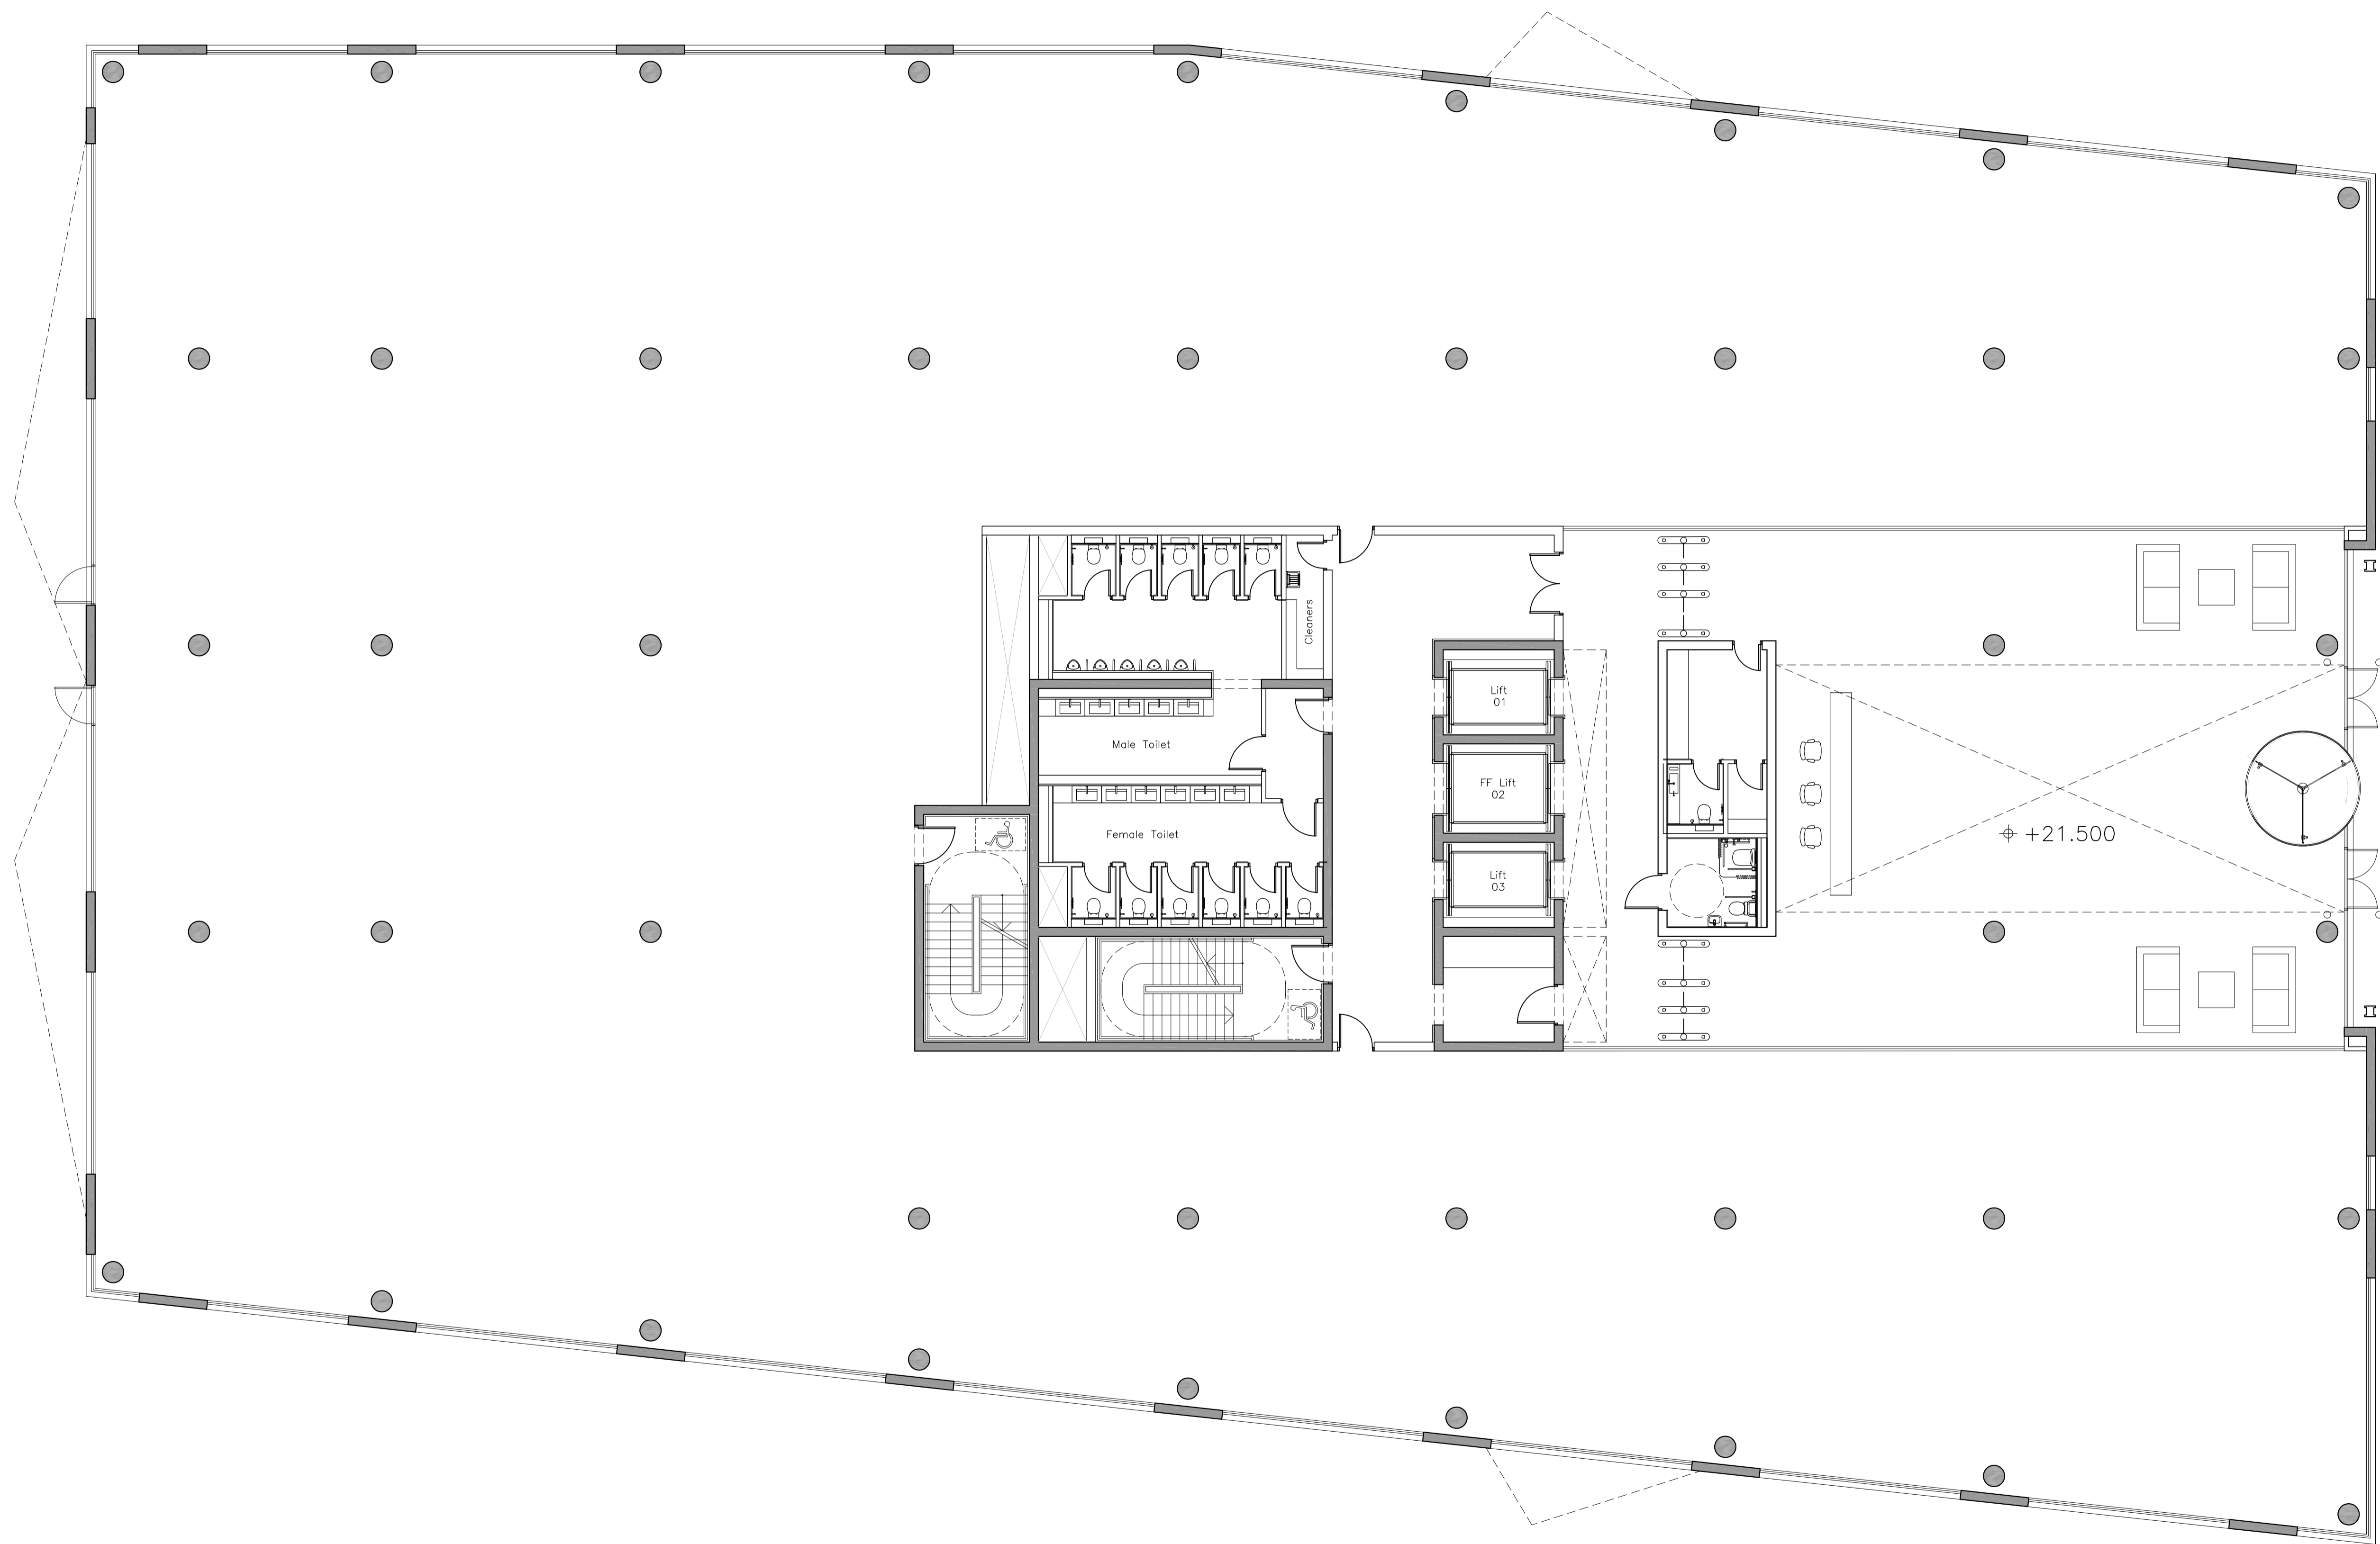 Cleaners
Lift
01
Male Toilet
FF Lift
02
Female Toilet
+21.500
Lift
03